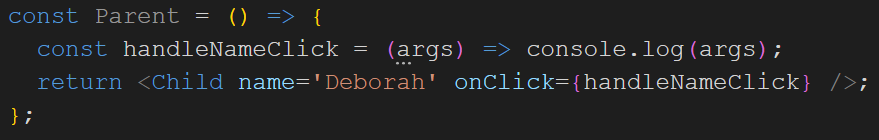 const Parent = () => {
  const handleNameClick = (args) => console.log(args);
  return <Child name='Deborah' onClick={handleNameClick} />;
};